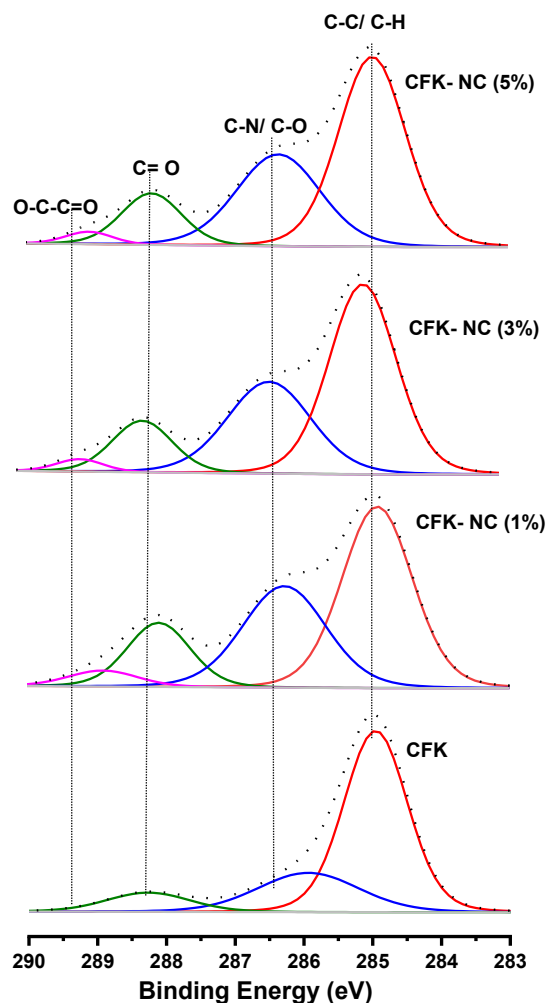 C-C/ C-H
CFK- NC (5%)
C-N/ C-O
C= O
O-C-C=O
CFK- NC (3%)
CFK- NC (1%)
CFK
290 289 288 287 286 285 284 283
Binding Energy (eV)